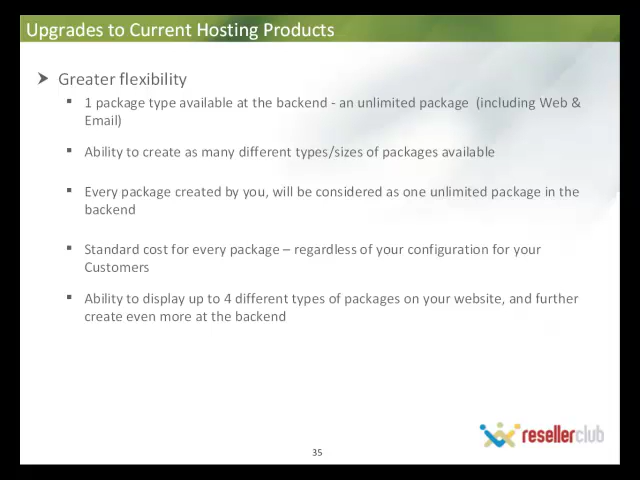 Upgrades to Current Hosting Products
Greater flexibility
1 package type available at the backend - an unlimited package (including Web &
Email)
Ability to create as many different types/sizes of packages available
Every package created by you, will be considered as one unlimited package in the
backend
Standard cost for every package – regardless of your configuration for your
Customers
Ability to display up to 4 different types of packages on your website, and further
create even more at the backend
resellerclub
35